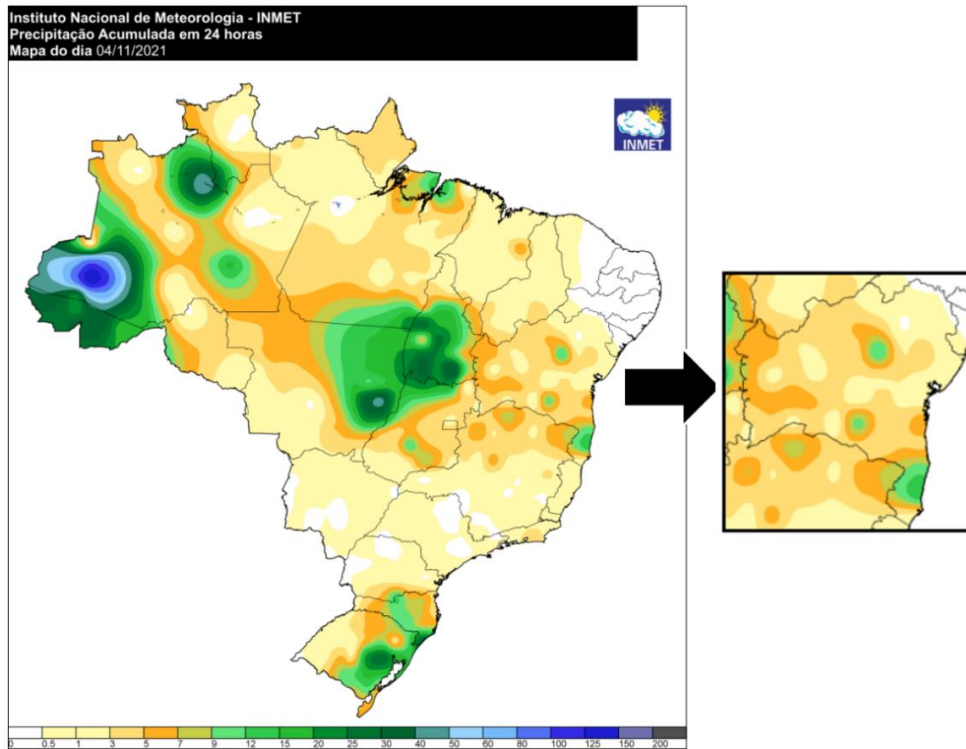 Instituto Nacional de Meteorologia - INMET
Precipitação Acumulada em 24 horas
Mapa do dia 04/11/2021
INMET
0 0.5 1 3 5 7 9 12 15 20 25 30 40 50 60 80 100 125 150 200